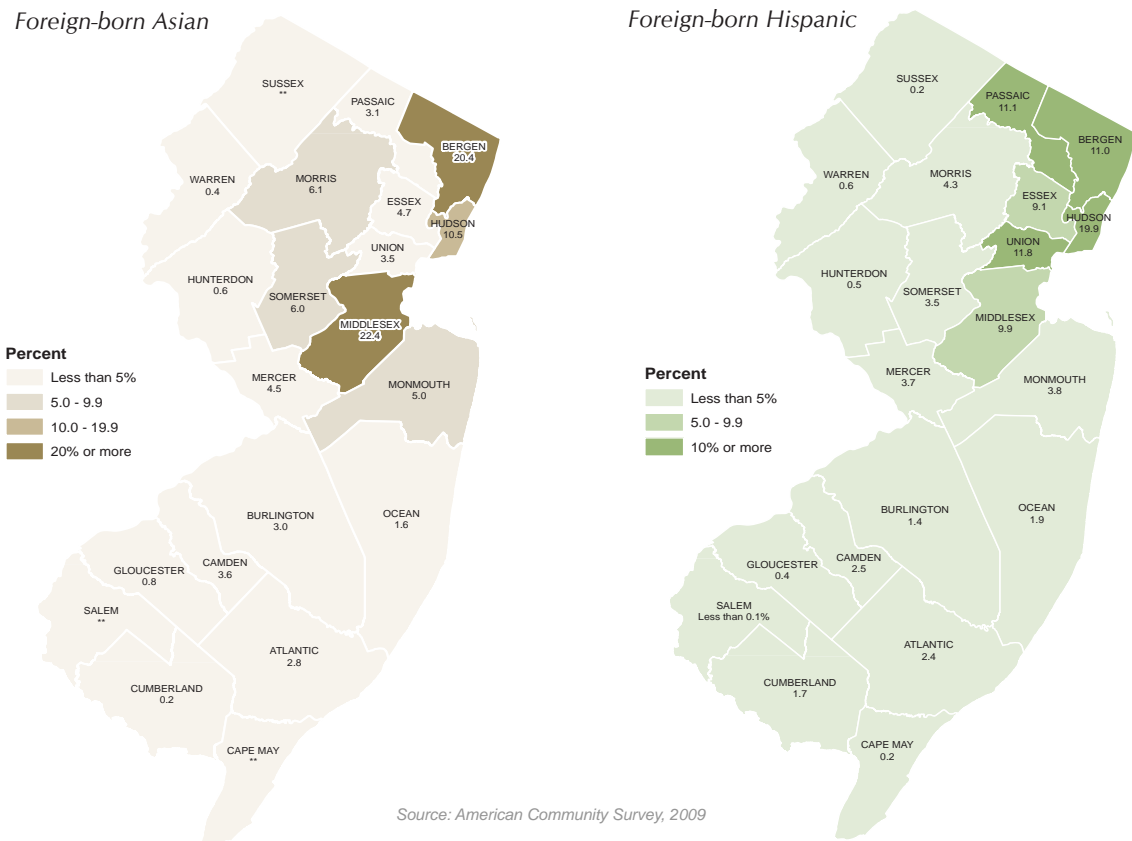 Foreign-born Asian
SUSSEX
**
PASSAIC
3.1
BERGEN
20.4
WARREN
0.4
MORRIS
6.1
ESSEX
4.7
HUDSON
10.5
UNION
3.5
HUNTERDON
0.6
SOMERSET
6.0
MIDDLESEX
22.4
MERCER
4.5
MONMOUTH
5.0
Percent
Less than 5%
5.0 - 9.9
10.0 - 19.9
20% or more
BURLINGTON
3.0
OCEAN
1.6
CAMDEN
3.6
GLOUCESTER
0.8
SALEM
**
ATLANTIC
2.8
CUMBERLAND
0.2
CAPE MAY
**
Foreign-born Hispanic
SUSSEX
0.2
PASSAIC
11.1
BERGEN
11.0
WARREN
0.6
MORRIS
4.3
ESSEX
9.1
HUDSON
19.9
UNION
11.8
HUNTERDON
0.5
SOMERSET
3.5
MIDDLESEX
9.9
MERCER
3.7
MONMOUTH
3.8
Percent
Less than 5%
5.0 - 9.9
10% or more
BURLINGTON
1.4
OCEAN
1.9
CAMDEN
2.5
GLOUCESTER
0.4
SALEM
Less than 0.1%
ATLANTIC
2.4
CUMBERLAND
1.7
CAPE MAY
0.2
Source: American Community Survey, 2009